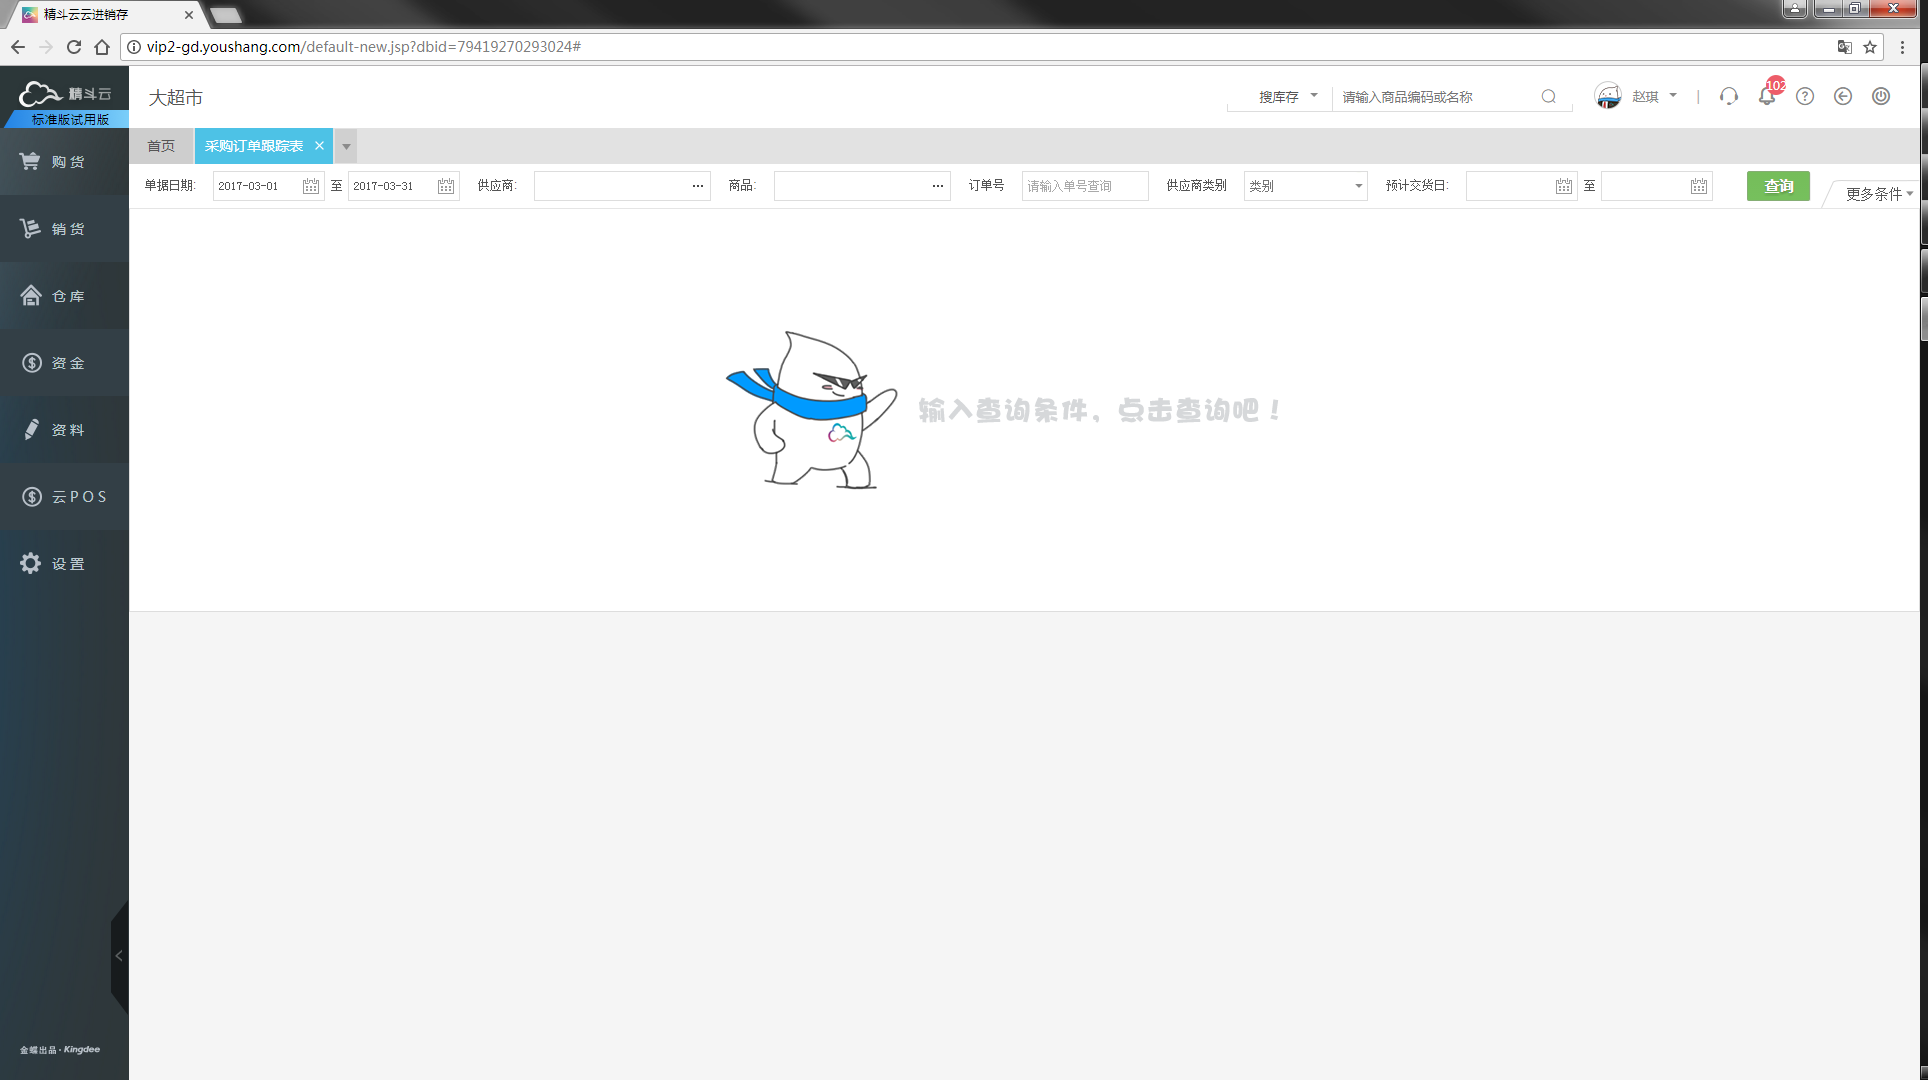 精斗云云进销存
vip2-gd.youshang.com/default-new.jsp?dbid=79419270293024#
精斗云
标准版试用版
大超市
搜库存 请输入商品编码或名称 赵琪 | 102
首页 采购订单跟踪表
单据日期: 2017-03-01 至 2017-03-31 供应商: 商品: 订单号 请输入单号查询 供应商类别 类别 预计交货日: 至 查询 更多条件
购货
销货
仓库
资金
资料
云POS
设置
输入查询条件，点击查询吧！
金蝶出品·Kingdee